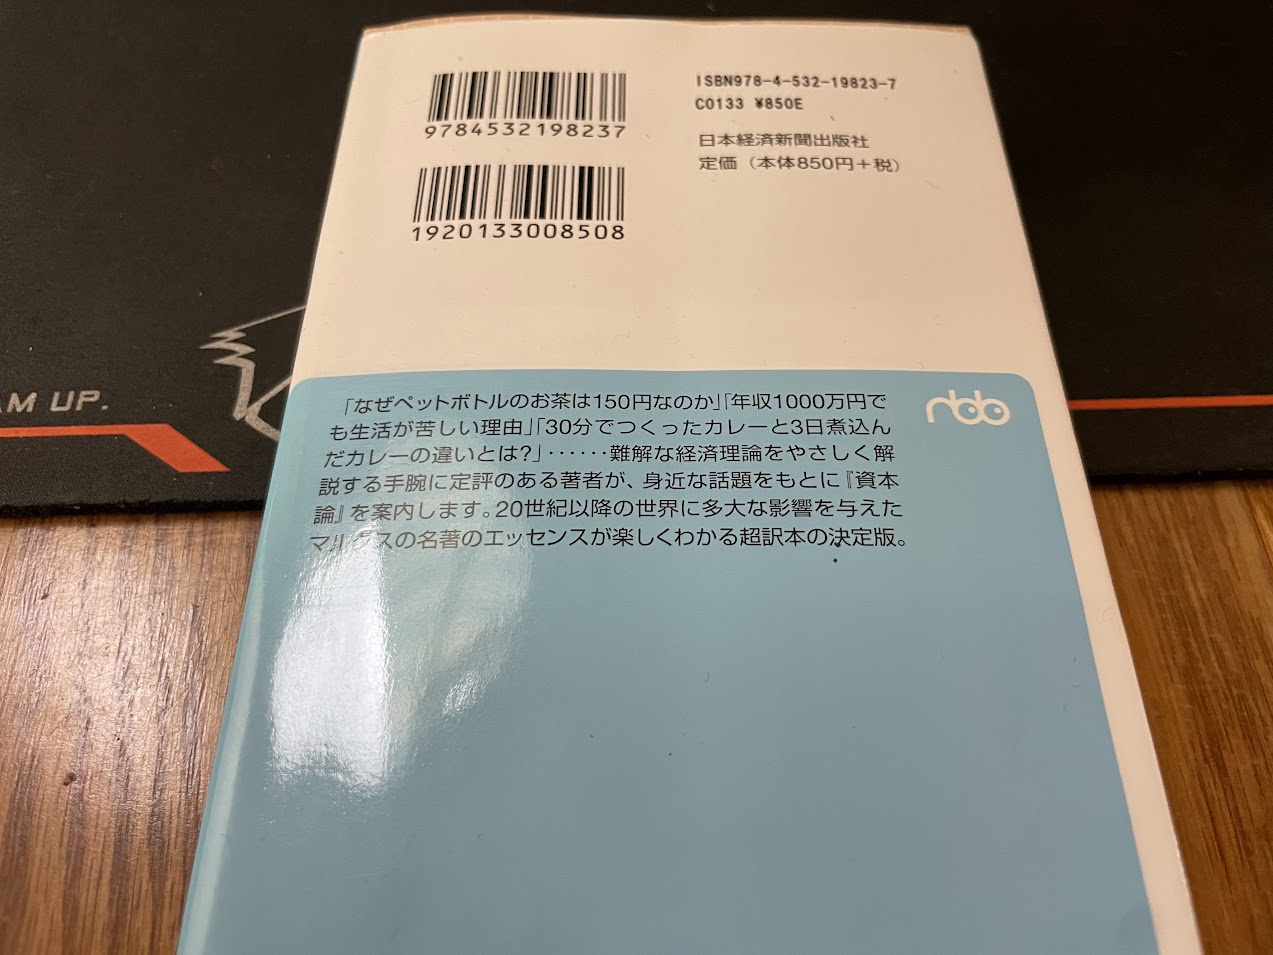 9784532198237
1920133008508
ISBN978-4-532-19823-7
C0133 ¥850E
日本経済新聞出版社
定価（本体850円＋税）
AM UP.
nbb
「なぜペットボトルのお茶は150円なのか」「年収1000万円で
も生活が苦しい理由」「30分でつくったカレーと3日煮込ん
だカレーの違いとは?」‥‥‥難解な経済理論をやさしく解
説する手腕に定評のある著者が、身近な話題をもとに『資本
論』を案内します。20世紀以降の世界に多大な影響を与えた
マルクスの名著のエッセンスが楽しくわかる超訳本の決定版。